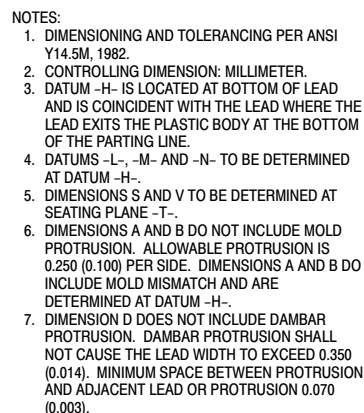 NOTES:
1. DIMENSIONING AND TOLERANCING PER ANSI
Y14.5M, 1982.
2. CONTROLLING DIMENSION: MILLIMETER.
3. DATUM −H− IS LOCATED AT BOTTOM OF LEAD
AND IS COINCIDENT WITH THE LEAD WHERE THE
LEAD EXITS THE PLASTIC BODY AT THE BOTTOM
OF THE PARTING LINE.
4. DATUMS −L−, −M− AND −N− TO BE DETERMINED
AT DATUM −H−.
5. DIMENSIONS S AND V TO BE DETERMINED AT
SEATING PLANE −T−.
6. DIMENSIONS A AND B DO NOT INCLUDE MOLD
PROTRUSION. ALLOWABLE PROTRUSION IS
0.250 (0.100) PER SIDE. DIMENSIONS A AND B DO
INCLUDE MOLD MISMATCH AND ARE
DETERMINED AT DATUM −H−.
7. DIMENSION D DOES NOT INCLUDE DAMBAR
PROTRUSION. DAMBAR PROTRUSION SHALL
NOT CAUSE THE LEAD WIDTH TO EXCEED 0.350
(0.014). MINIMUM SPACE BETWEEN PROTRUSION
AND ADJACENT LEAD OR PROTRUSION 0.070
(0.003).